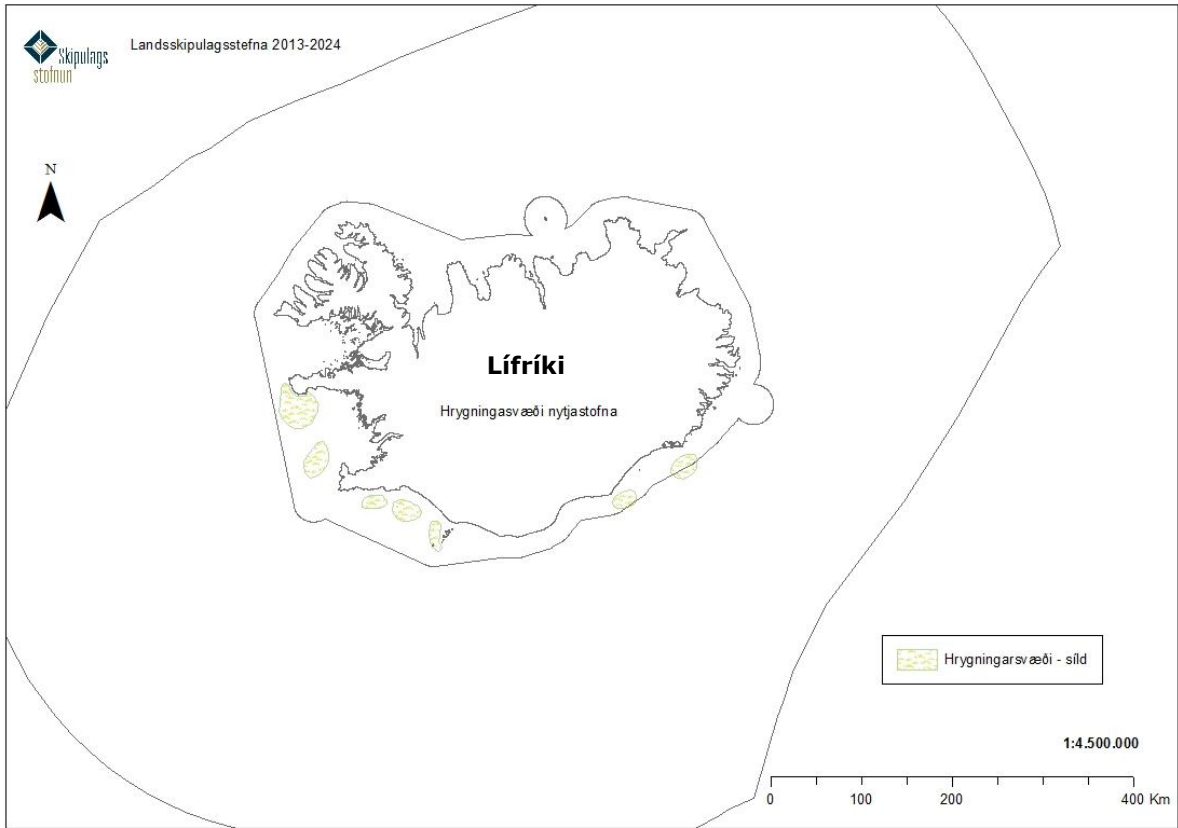 Skipulags
stofnun
Landsskipulagsstefna 2013-2024
N
Lífríki
Hrygningasvæði nytjastofna
Hrygningarsvæði - síld
1:4.500.000
0 100 200 400 Km